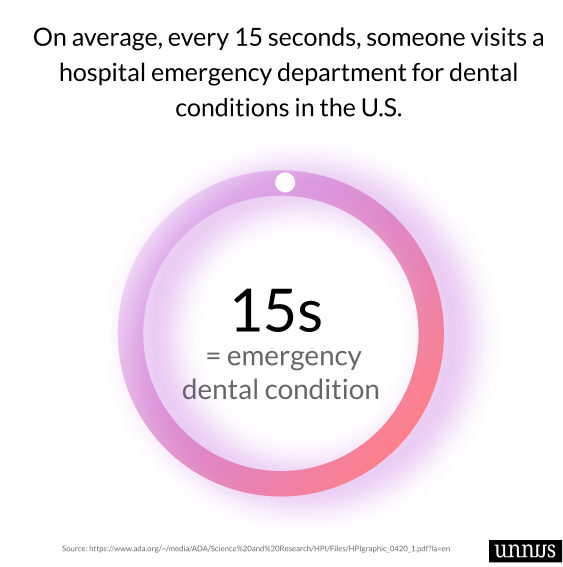 On average, every 15 seconds, someone visits a
hospital emergency department for dental
conditions in the U.S.
15s
= emergency
dental condition
Source: https://www.ada.org/~/media/ADA/Science%20and%20Research/HPI/Files/HPIgraphic_0420_1.pdf?la=en
unnus